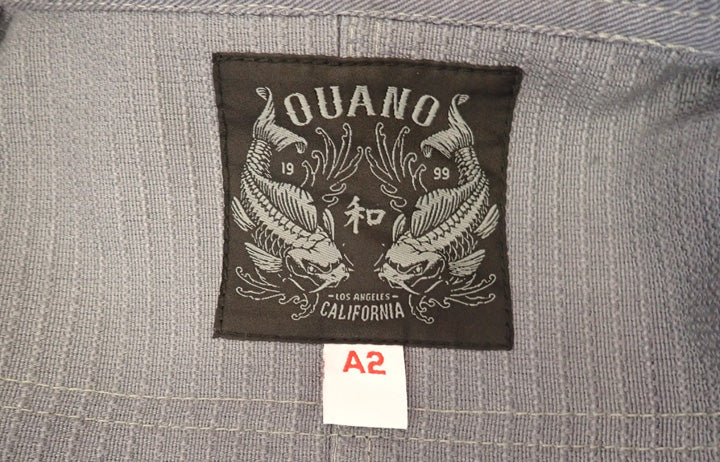 OUANO
19 99
和
LOS ANGELES
CALIFORNIA
A2